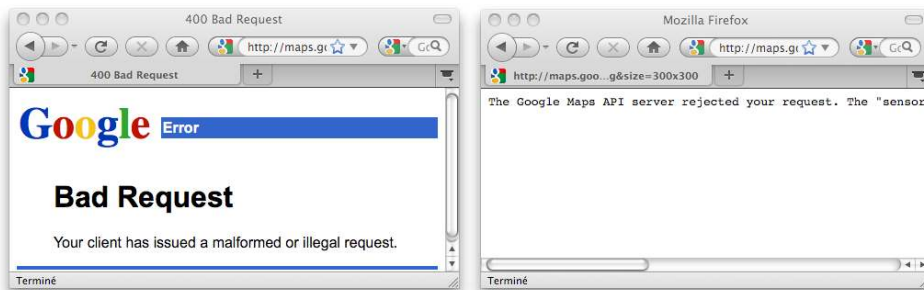 400 Bad Request
http://maps.gc
400 Bad Request
Google Error
Bad Request
Your client has issued a malformed or illegal request.
Terminé
Mozilla Firefox
http://maps.go
http://maps.goo...g&size=300x300
The Google Maps API server rejected your request. The "sensor
Terminé